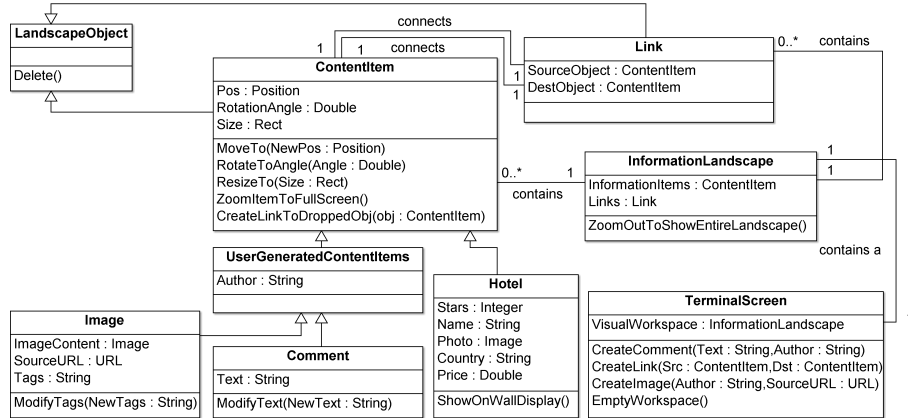 LandscapeObject
Delete()
connects
connects
1
1
1
1
ContentItem
Pos : Position
RotationAngle : Double
Size : Rect
MoveTo(NewPos : Position)
RotateToAngle(Angle : Double)
ResizeTo(Size : Rect)
ZoomItemToFullScreen()
CreateLinkToDroppedObj(obj : ContentItem)
Link
SourceObject : ContentItem
DestObject : ContentItem
0..*
contains
0..*
1
contains
InformationLandscape
InformationItems : ContentItem
Links : Link
ZoomOutToShowEntireLandscape()
1
1
contains a
UserGeneratedContentItems
Author : String
Hotel
Stars : Integer
Name : String
Photo : Image
Country : String
Price : Double
ShowOnWallDisplay()
TerminalScreen
VisualWorkspace : InformationLandscape
CreateComment(Text : String,Author : String)
CreateLink(Src : ContentItem,Dst : ContentItem)
CreateImage(Author : String,SourceURL : URL)
EmptyWorkspace()
Image
ImageContent : Image
SourceURL : URL
Tags : String
ModifyTags(NewTags : String)
Comment
Text : String
ModifyText(NewText : String)